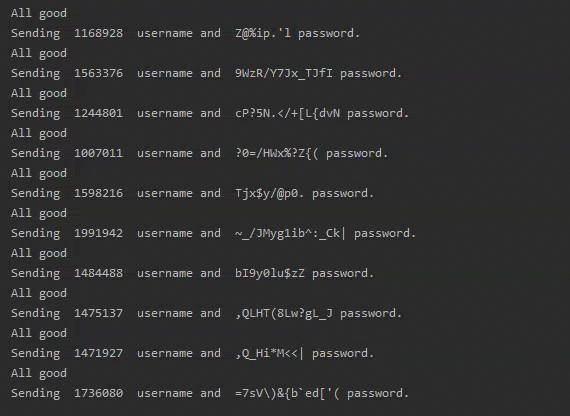 All good
Sending  1168928  username and  Z@%ip.'l password.
All good
Sending  1563376  username and  9WzR/Y7Jx_TJfI password.
All good
Sending  1244801  username and  cP?5N.</+[L{dvN password.
All good
Sending  1007011  username and  ?0=/HWx%?Z{( password.
All good
Sending  1598216  username and  Tjx$y/@p0. password.
All good
Sending  1991942  username and  ~_/JMyg1ib^:_Ck| password.
All good
Sending  1484488  username and  bI9y0lu$zZ password.
All good
Sending  1475137  username and  ,QLHT(8Lw?gL_J password.
All good
Sending  1471927  username and  ,Q_Hi*M<<| password.
All good
Sending  1736080  username and  =7sV\)&{b`ed['( password.